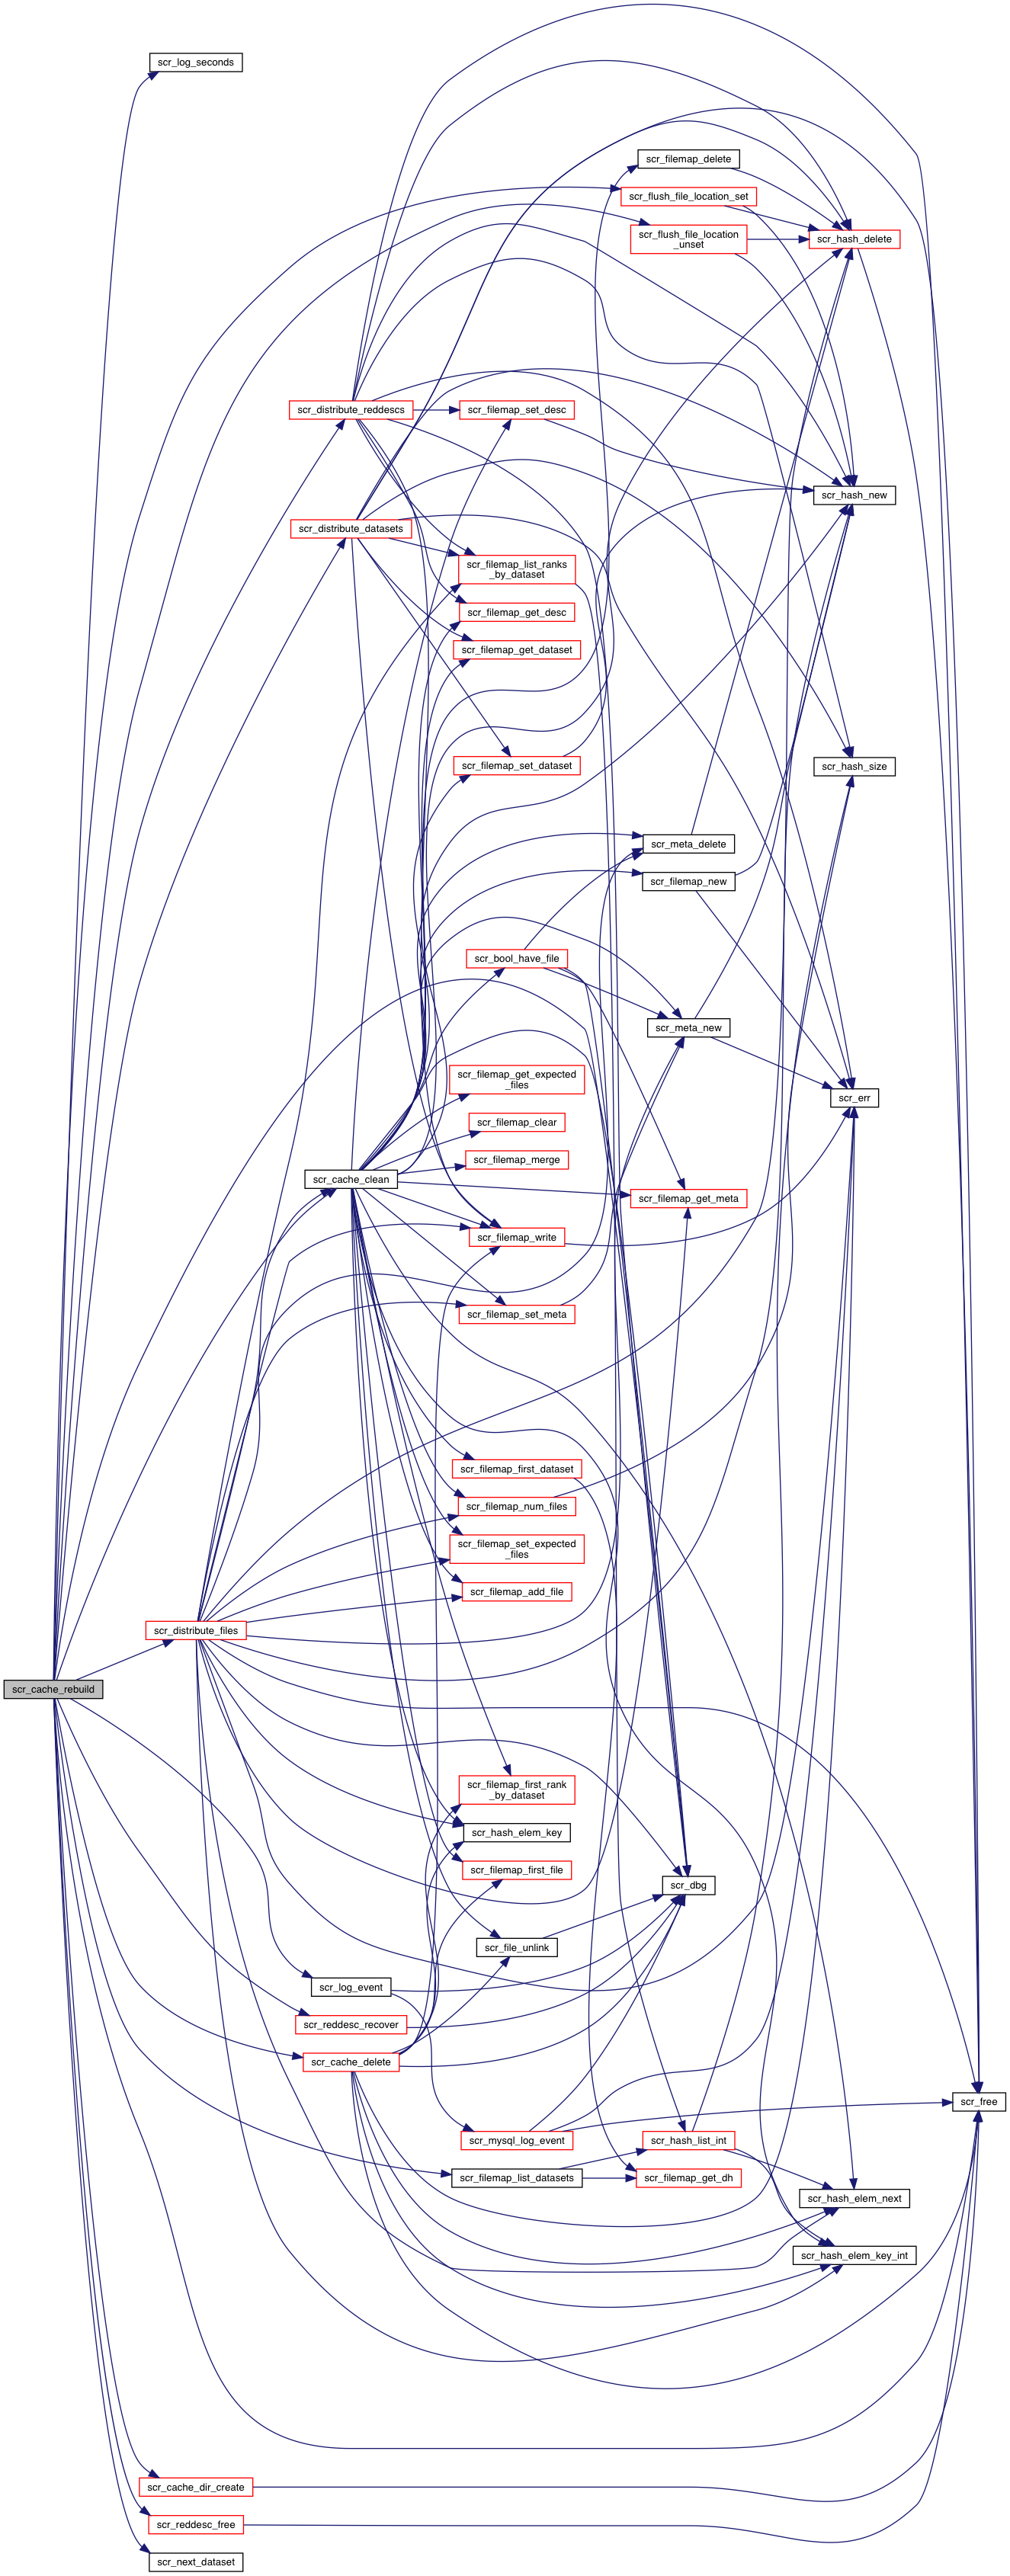 scr_log_seconds
scr_filemap_delete
scr_flush_file_location_set
scr_flush_file_location
_unset
scr_hash_delete
scr_distribute_reddescs
scr_filemap_set_desc
scr_hash_new
scr_distribute_datasets
scr_filemap_list_ranks
_by_dataset
scr_filemap_get_desc
scr_filemap_get_dataset
scr_filemap_set_dataset
scr_hash_size
scr_meta_delete
scr_filemap_new
scr_bool_have_file
scr_meta_new
scr_filemap_get_expected
_files
scr_err
scr_filemap_clear
scr_filemap_merge
scr_cache_clean
scr_filemap_get_meta
scr_filemap_write
scr_filemap_set_meta
scr_filemap_first_dataset
scr_filemap_num_files
scr_filemap_set_expected
_files
scr_filemap_add_file
scr_distribute_files
scr_cache_rebuild
scr_filemap_first_rank
_by_dataset
scr_hash_elem_key
scr_filemap_first_file
scr_dbg
scr_file_unlink
scr_log_event
scr_reddesc_recover
scr_cache_delete
scr_free
scr_mysql_log_event
scr_hash_list_int
scr_filemap_list_datasets
scr_filemap_get_dh
scr_hash_elem_next
scr_hash_elem_key_int
scr_cache_dir_create
scr_reddesc_free
scr_next_dataset